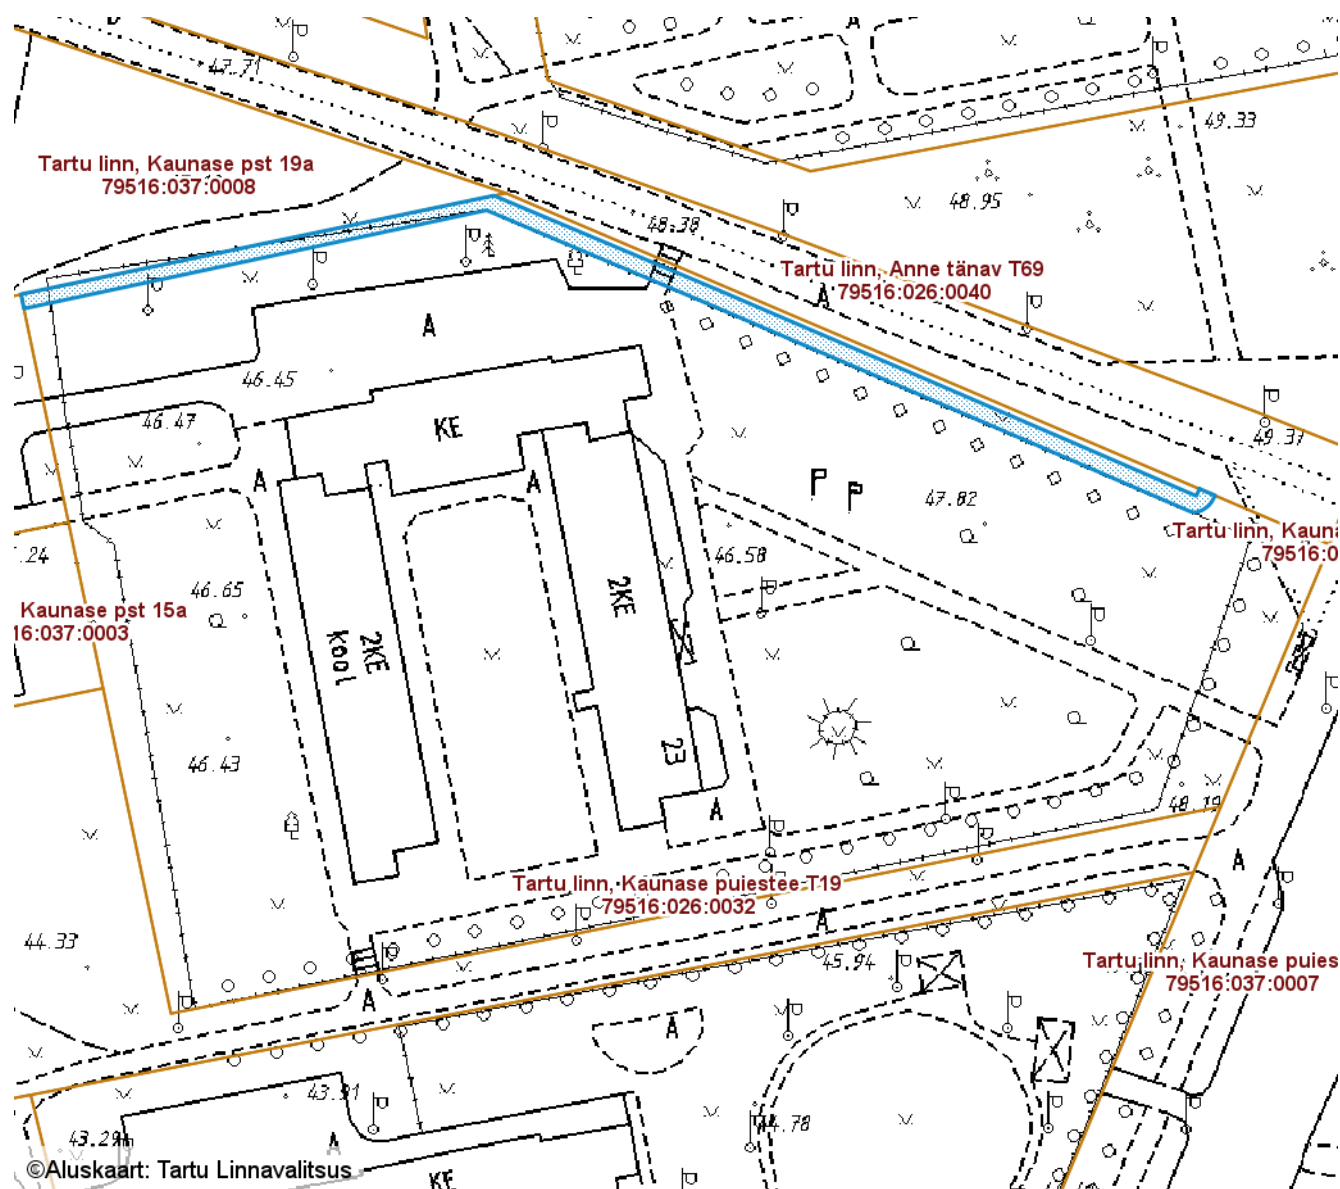 47.71
A
49.33
Tartu linn, Kaunase pst 19a
79516:037:0008
48.95
48.38
Tartu linn, Anne tänav T69
79516:026:0040
A
A
46.45
46.47
KE
49.37
A
A
P
P
47.82
Tartu linn, Kauna
79516:0
.24
46.58
46.65
2KE
Kaunase pst 15a
16:037:0003
2KE
Kool
23
46.43
48.19
A
A
Tartu linn, Kaunase puiestee T19
79516:026:0032
A
44.33
45.94
Tartu linn, Kaunase puies
79516:037:0007
A
A
43.91
44.78
43.29
A
©Aluskaart: Tartu Linnavalitsus
KE